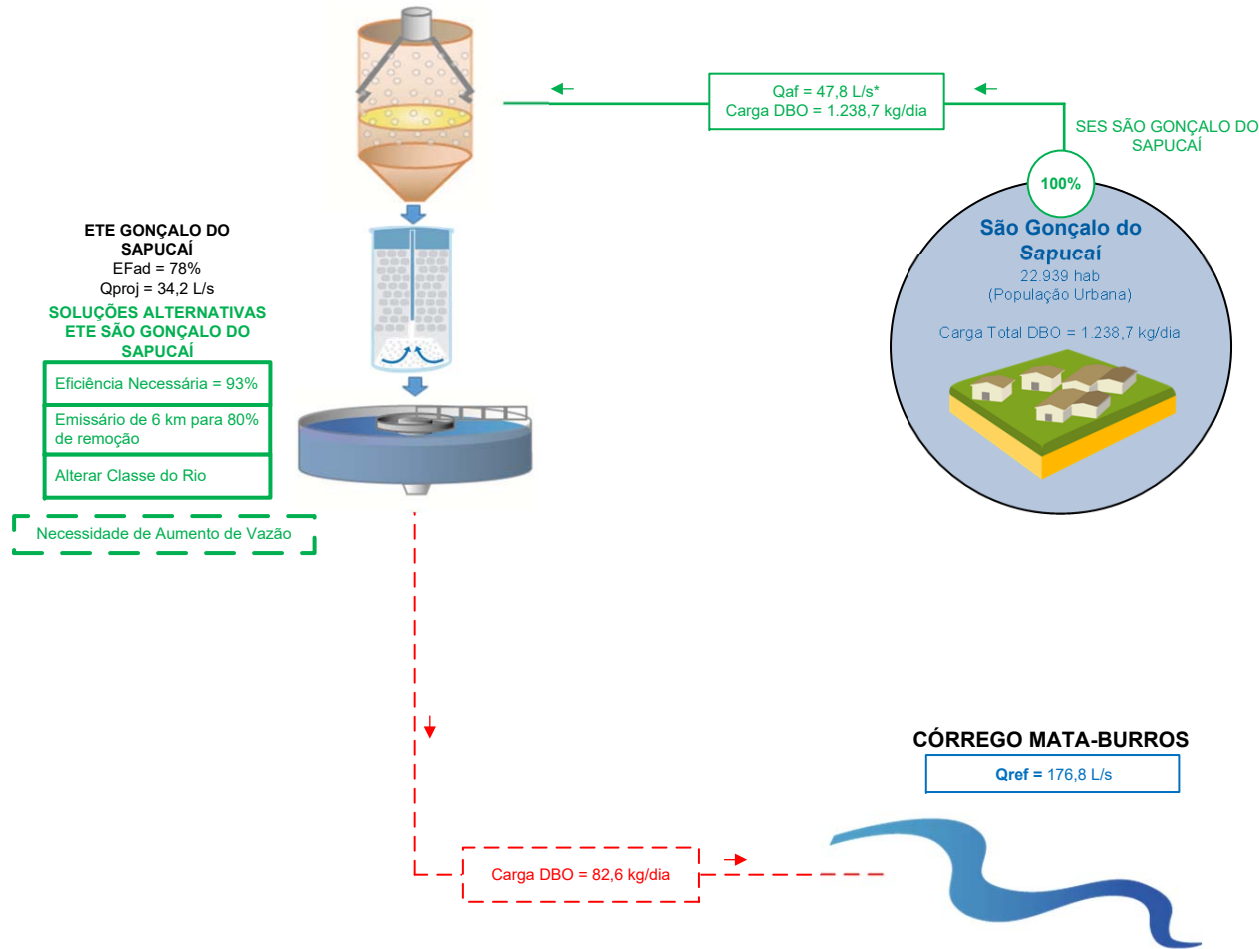 Qaf = 47,8 L/s*
Carga DBO = 1.238,7 kg/dia
SES SÃO GONÇALO DO
SAPUCAÍ
100%
São Gonçalo do
Sapucaí
22.939 hab
(População Urbana)
Carga Total DBO = 1.238,7 kg/dia
ETE GONÇALO DO
SAPUCAÍ
EFad = 78%
Qproj = 34,2 L/s
SOLUÇÕES ALTERNATIVAS
ETE SÃO GONÇALO DO
SAPUCAÍ
Eficiência Necessária = 93%
Emissário de 6 km para 80%
de remoção
Alterar Classe do Rio
Necessidade de Aumento de Vazão
CÓRREGO MATA-BURROS
Qref = 176,8 L/s
Carga DBO = 82,6 kg/dia